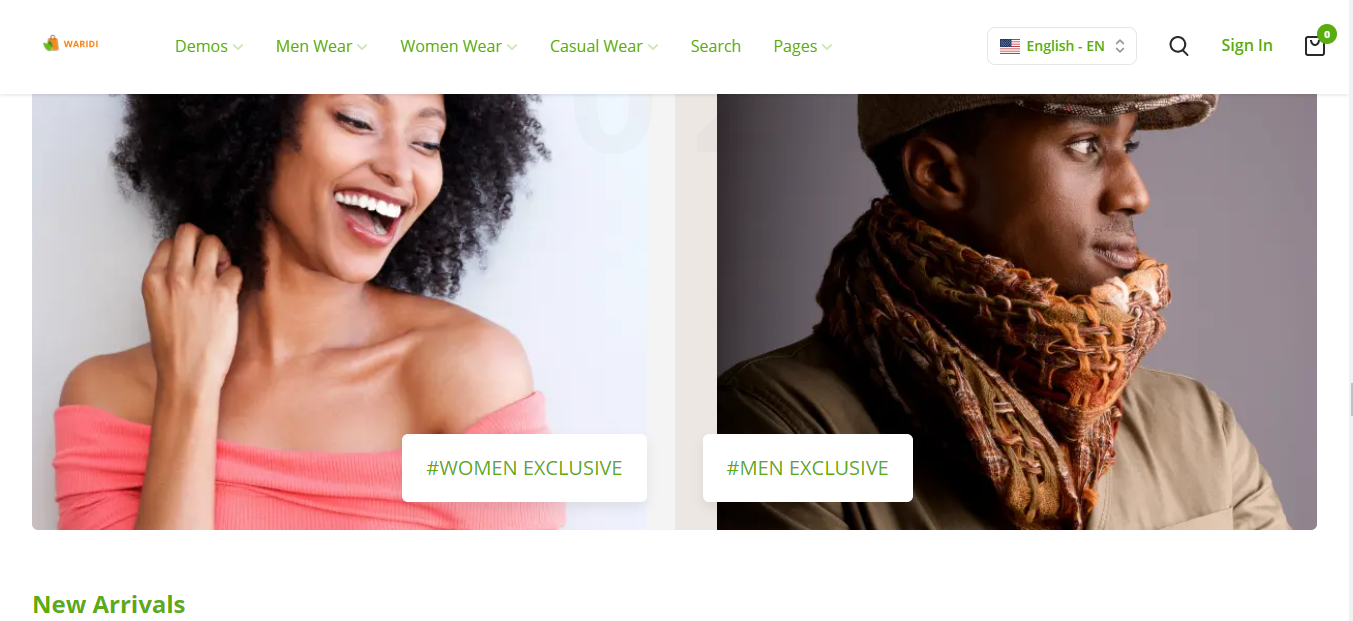 WARIDI
Demos
Men Wear
Women Wear
Casual Wear
Search
Pages
English - EN
Sign In
0
#WOMEN EXCLUSIVE
#MEN EXCLUSIVE
New Arrivals